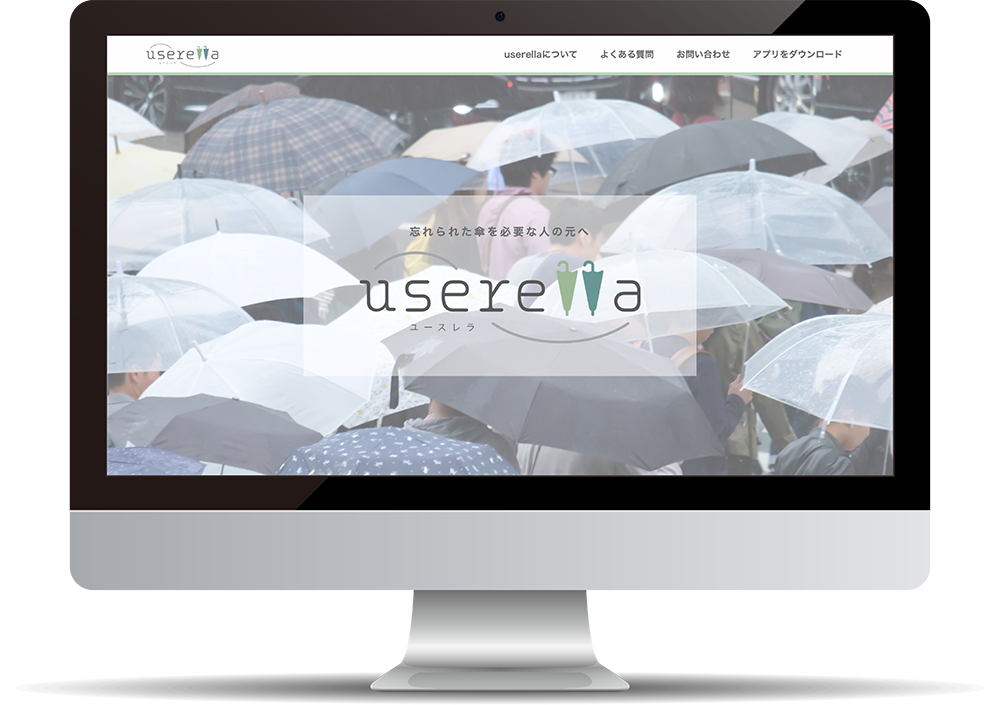 userella
userellaについて よくある質問 お問い合わせ アプリをダウンロード
忘れられた傘を必要な人の元へ
userella
ユースレラ